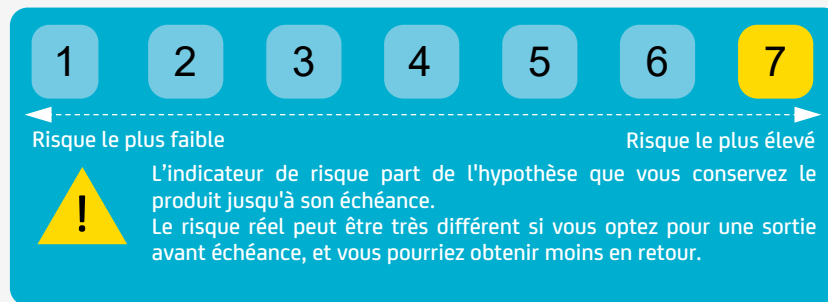 1 2 3 4 5 6 7
Risque le plus faible Risque le plus élevé
! L’indicateur de risque part de l'hypothèse que vous conservez le
produit jusqu'à son échéance.
Le risque réel peut être très différent si vous optez pour une sortie
avant échéance, et vous pourriez obtenir moins en retour.